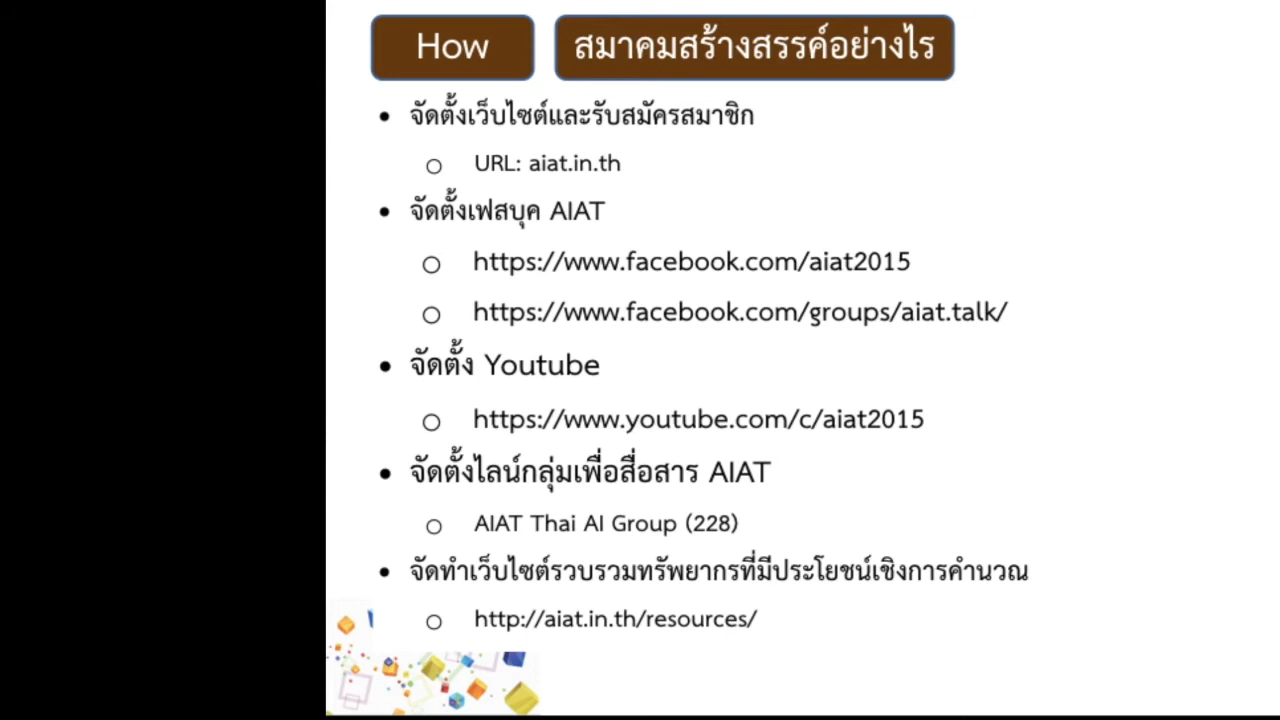 How
สมาคมสร้างสรรค์อย่างไร
• จัดตั้งเว็บไซต์และรับสมัครสมาชิก
o URL: aiat.in.th
• จัดตั้งเฟสบุค AIAT
o https://www.facebook.com/aiat2015
o https://www.facebook.com/groups/aiat.talk/
• จัดตั้ง Youtube
o https://www.youtube.com/c/aiat2015
• จัดตั้งไลน์กลุ่มเพื่อสื่อสาร AIAT
o AIAT Thai AI Group (228)
• จัดทำเว็บไซต์รวบรวมทรัพยากรที่มีประโยชน์เชิงการคำนวณ
o http://aiat.in.th/resources/